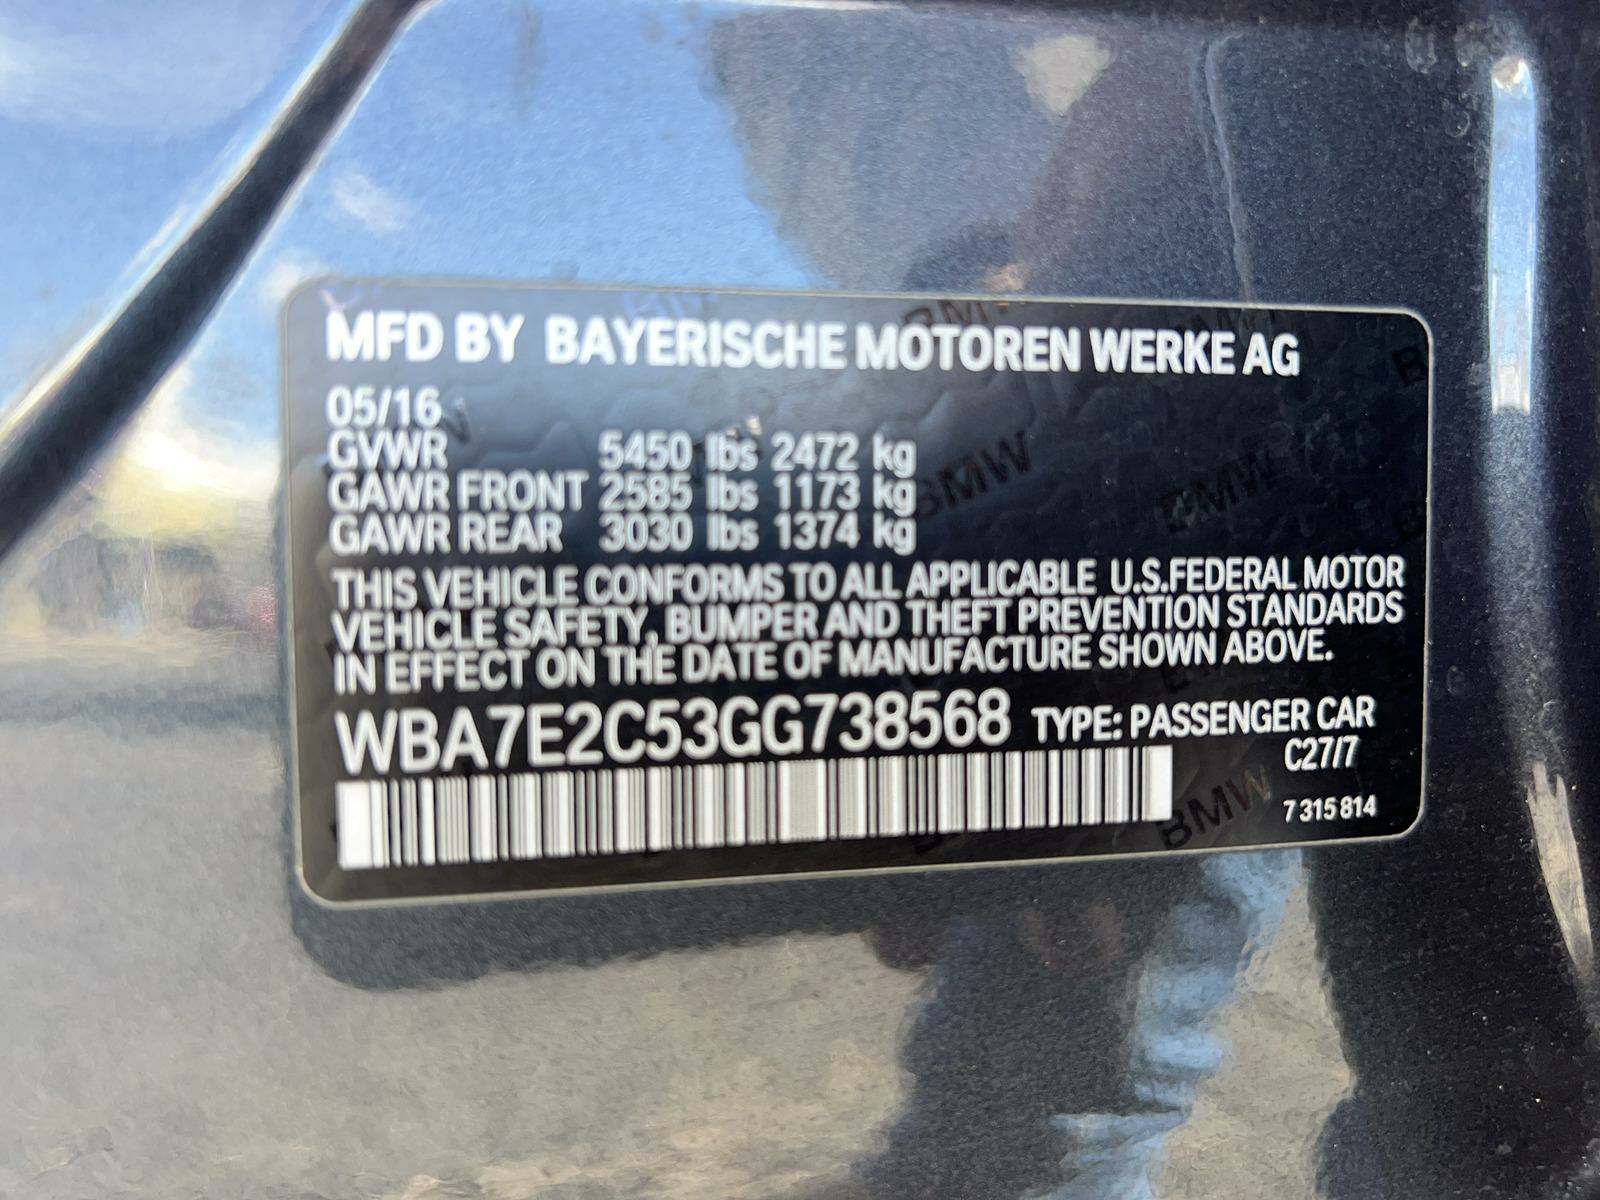 MFD BY BAYERISCHE MOTOREN WERKE AG
05/16
GVWR 5450 lbs 2472 kg
GAWR FRONT 2585 lbs 1173 kg
GAWR REAR 3030 lbs 1374 kg
THIS VEHICLE CONFORMS TO ALL APPLICABLE U.S.FEDERAL MOTOR
VEHICLE SAFETY, BUMPER AND THEFT PREVENTION STANDARDS
IN EFFECT ON THE DATE OF MANUFACTURE SHOWN ABOVE.
WBA7E2C53GG738568 TYPE: PASSENGER CAR
C27/7
7 315 814
BMW
BMW
BMW